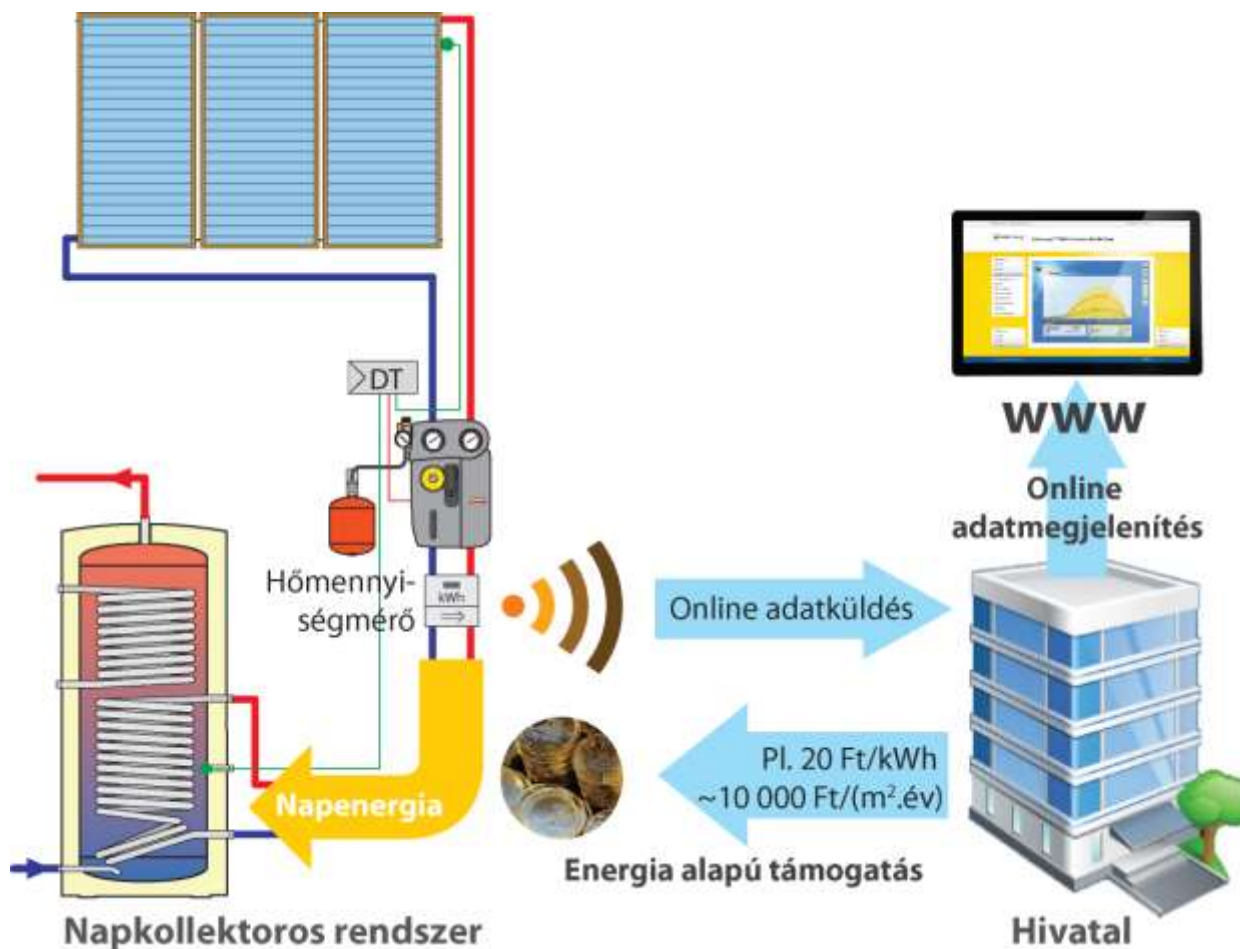 DT
WWW
Online
adatmegjelenítés
Hőmennyi-
ségmérő
kWh
Online adatküldés
Napenergia
Pl. 20 Ft/kWh
~10 000 Ft/(m².év)
Energia alapú támogatás
Napkollektoros rendszer
Hivatal